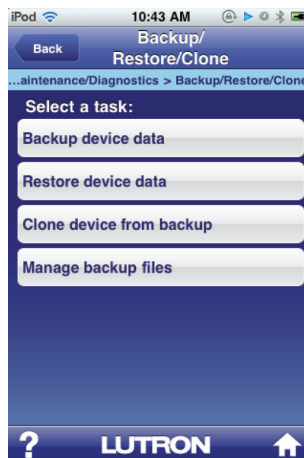 iPod 10:43 AM
Back
Backup/
Restore/Clone
...aintenance/Diagnostics > Backup/Restore/Clone
Select a task:
Backup device data
Restore device data
Clone device from backup
Manage backup files
? LUTRON